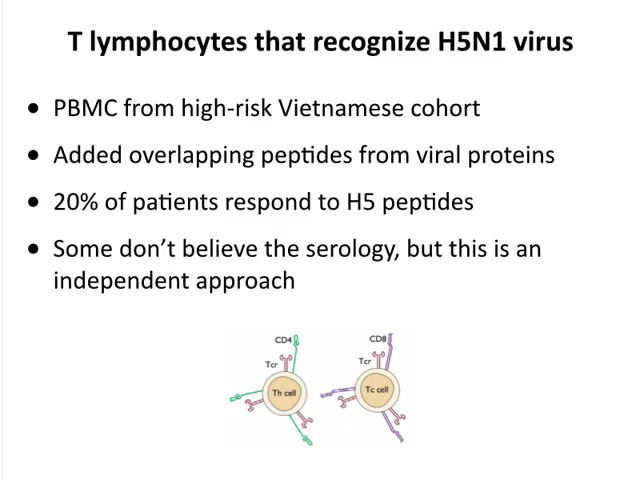 T lymphocytes that recognize H5N1 virus
• PBMC from high-risk Vietnamese cohort
• Added overlapping peptides from viral proteins
• 20% of patients respond to H5 peptides
• Some don’t believe the serology, but this is an
independent approach
CD4 CD8
Tcr Tcr
Th cell Tc cell